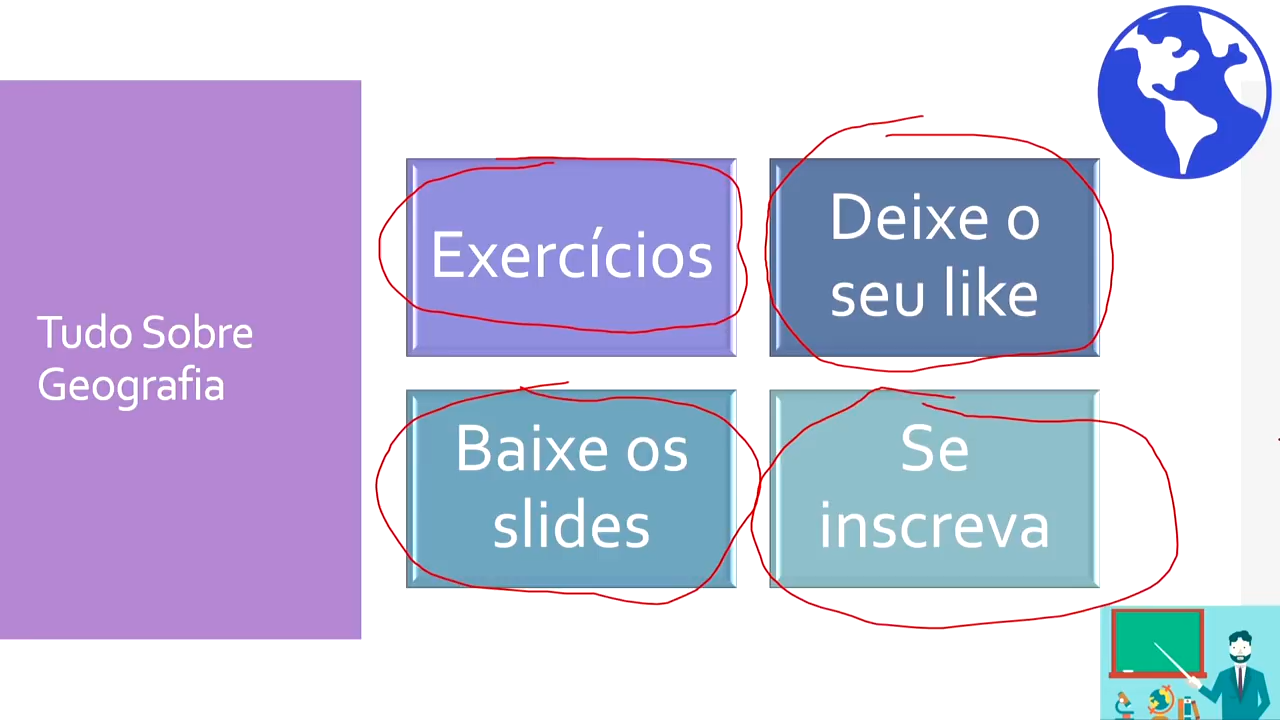 Tudo Sobre
Geografia
Exercícios
Deixe o
seu like
Baixe os
slides
Se
inscreva